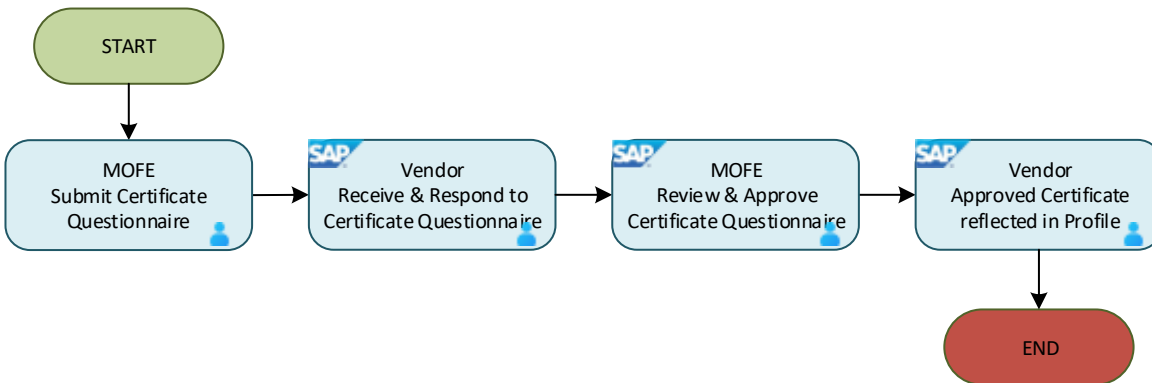 START
MOFE
Submit Certificate
Questionnaire
SAP
Vendor
Receive & Respond to
Certificate Questionnaire
SAP
MOFE
Review & Approve
Certificate Questionnaire
SAP
Vendor
Approved Certificate
reflected in Profile
END